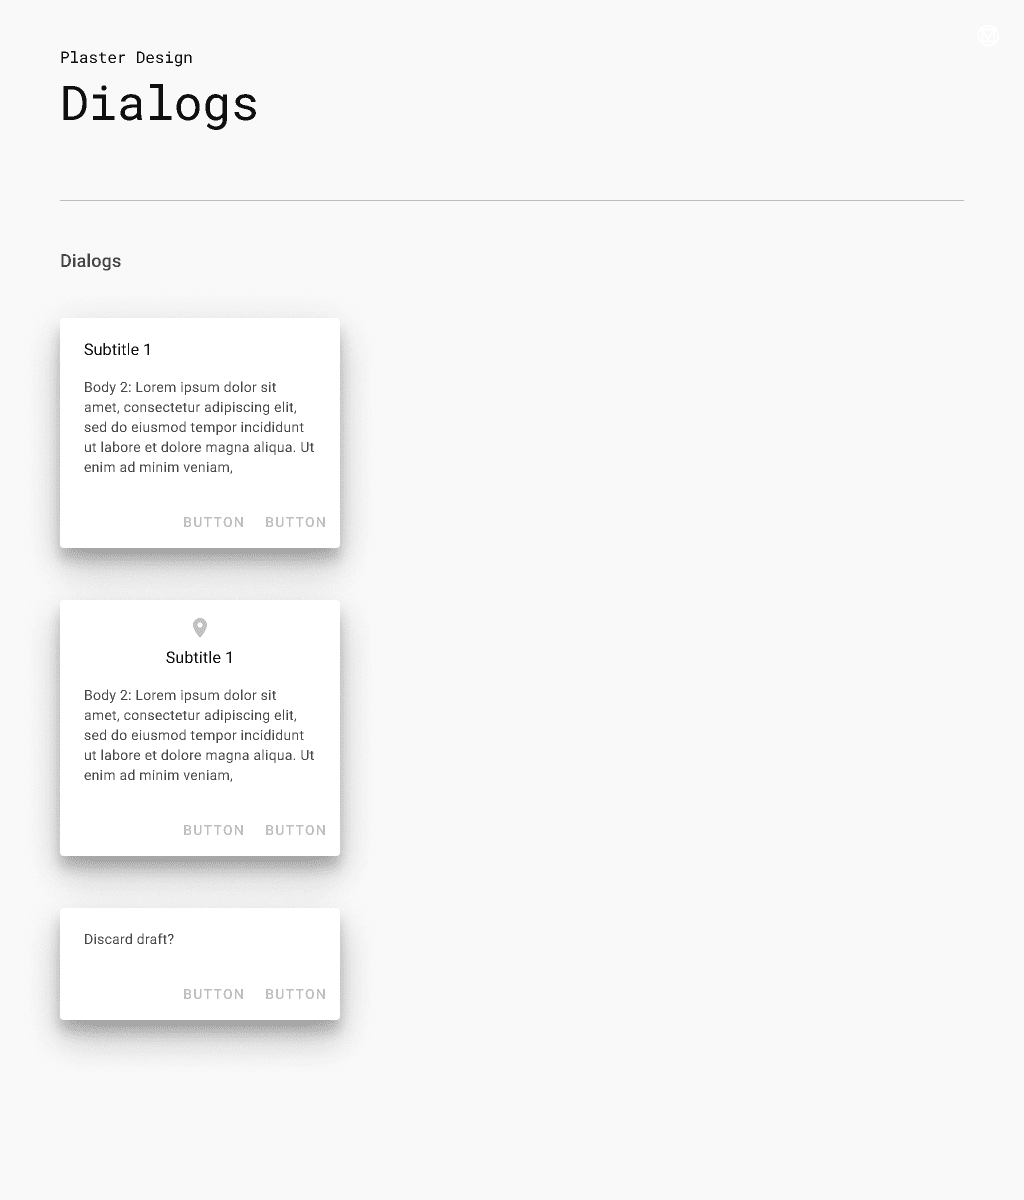 Plaster Design
Dialogs
Dialogs
Subtitle 1
Body 2: Lorem ipsum dolor sit
amet, consectetur adipiscing elit,
sed do eiusmod tempor incididunt
ut labore et dolore magna aliqua. Ut
enim ad minim veniam,
BUTTON BUTTON
Subtitle 1
Body 2: Lorem ipsum dolor sit
amet, consectetur adipiscing elit,
sed do eiusmod tempor incididunt
ut labore et dolore magna aliqua. Ut
enim ad minim veniam,
BUTTON BUTTON
Discard draft?
BUTTON BUTTON